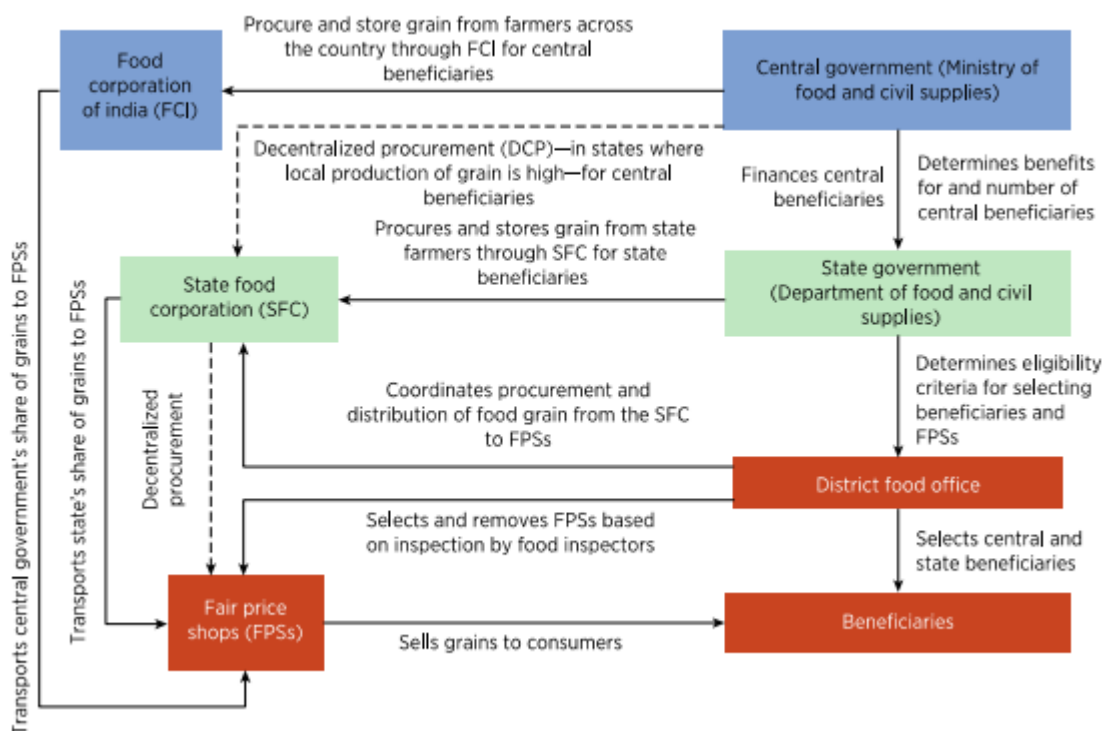 Procure and store grain from farmers across
the country through FCI for central
beneficiaries
Food
corporation
of india (FCI)
Central government (Ministry of
food and civil supplies)
Decentralized procurement (DCP)—in states where
local production of grain is high—for central
beneficiaries
Finances central
beneficiaries
Determines benefits
for and number of
central beneficiaries
Procures and stores grain from state
farmers through SFC for state
beneficiaries
State food
corporation (SFC)
State government
(Department of food and civil
supplies)
Transports central government's share of grains to FPSs
Transports state's share of grains to FPSs
Decentralized
procurement
Coordinates procurement and
distribution of food grain from the SFC
to FPSs
Determines eligibility
criteria for selecting
beneficiaries and
FPSs
District food office
Selects and removes FPSs based
on inspection by food inspectors
Selects central and
state beneficiaries
Fair price
shops (FPSs)
Sells grains to consumers
Beneficiaries